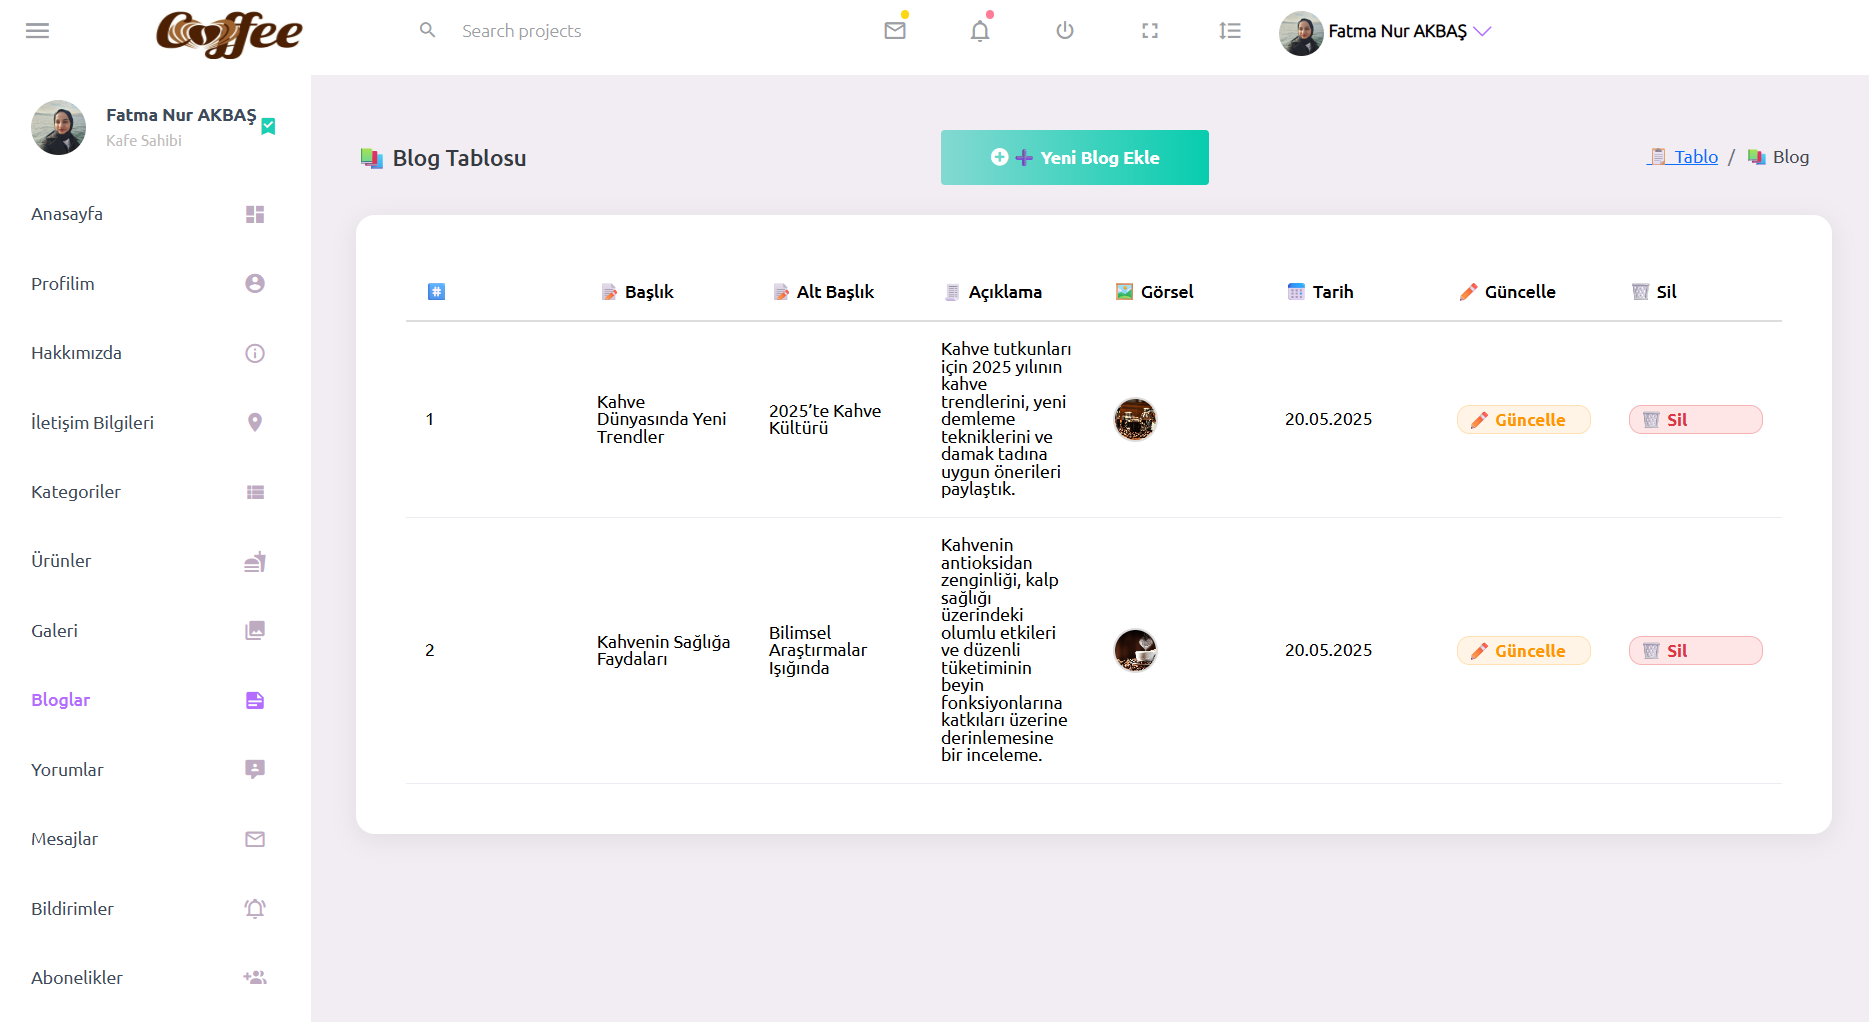 Coffee
Search projects
Fatma Nur AKBAŞ
Fatma Nur AKBAŞ
Kafe Sahibi
Anasayfa
Profilim
Hakkımızda
İletişim Bilgileri
Kategoriler
Ürünler
Galeri
Bloglar
Yorumlar
Mesajlar
Bildirimler
Abonelikler
Blog Tablosu
Yeni Blog Ekle
Tablo / Blog
# Başlık Alt Başlık Açıklama Görsel Tarih Güncelle Sil
1
Kahve
Dünyasında Yeni
Trendler
2025’te Kahve
Kültürü
Kahve tutkunları
için 2025 yılının
kahve
trendlerini, yeni
demleme
tekniklerini ve
damak tadına
uygun önerileri
paylaştık.
20.05.2025
Güncelle
Sil
2
Kahvenin Sağlığa
Faydaları
Bilimsel
Araştırmalar
Işığında
Kahvenin
antioksidan
zenginliği, kalp
sağlığı
üzerindeki
olumlu etkileri
ve düzenli
tüketiminin
beyin
fonksiyonlarına
katkıları üzerine
derinlemesine
bir inceleme.
20.05.2025
Güncelle
Sil